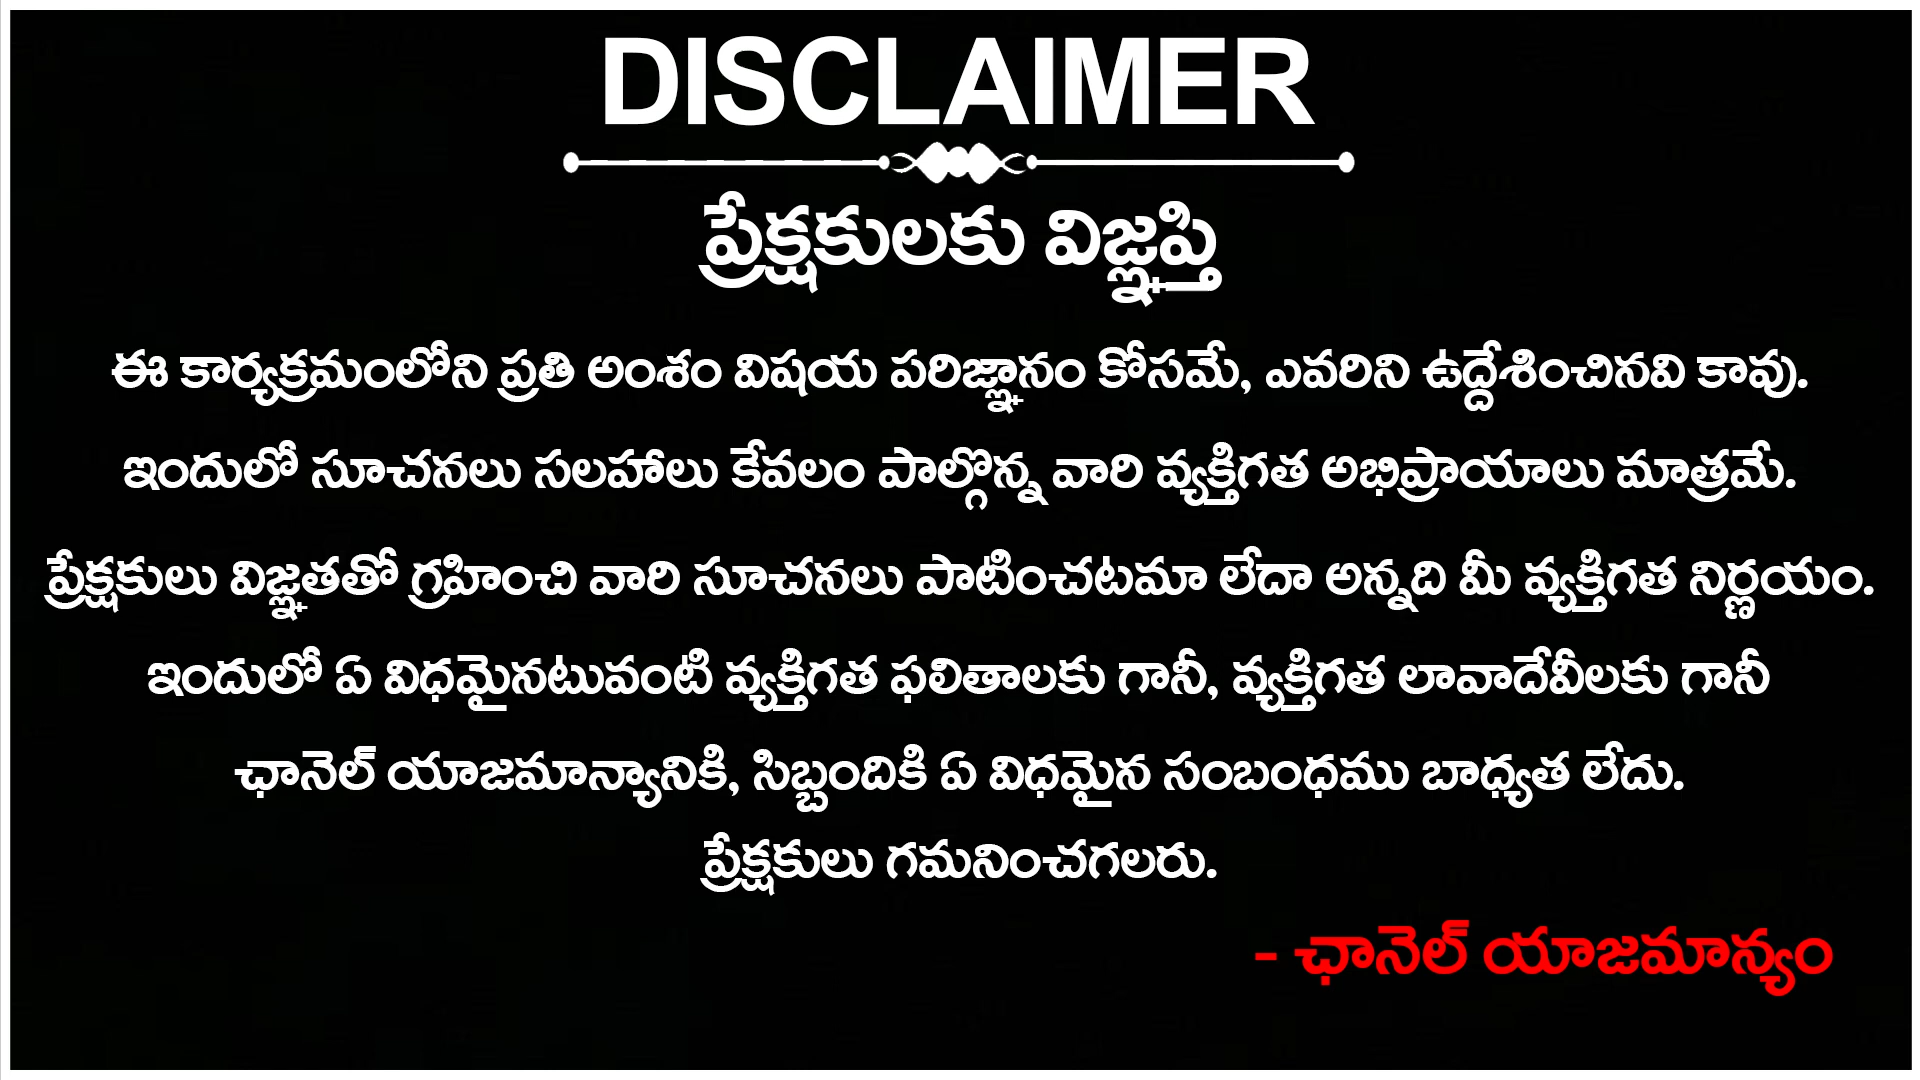 DISCLAIMER
ప్రేక్షకులకు విజ్ఞప్తి
ఈ కార్యక్రమంలోని ప్రతి అంశం విషయ పరిజ్ఞానం కోసమే, ఎవరిని ఉద్దేశించినవి కావు.
ఇందులో సూచనలు సలహాలు కేవలం పాల్గొన్న వారి వ్యక్తిగత అభిప్రాయాలు మాత్రమే.
ప్రేక్షకులు విజ్ఞతతో గ్రహించి వారి సూచనలు పాటించటమా లేదా అన్నది మీ వ్యక్తిగత నిర్ణయం.
ఇందులో ఏ విధమైనటువంటి వ్యక్తిగత ఫలితాలకు గానీ, వ్యక్తిగత లావాదేవీలకు గానీ
ఛానెల్ యాజమాన్యానికి, సిబ్బందికి ఏ విధమైన సంబంధము బాధ్యత లేదు.
ప్రేక్షకులు గమనించగలరు.
- ఛానెల్ యాజమాన్యం